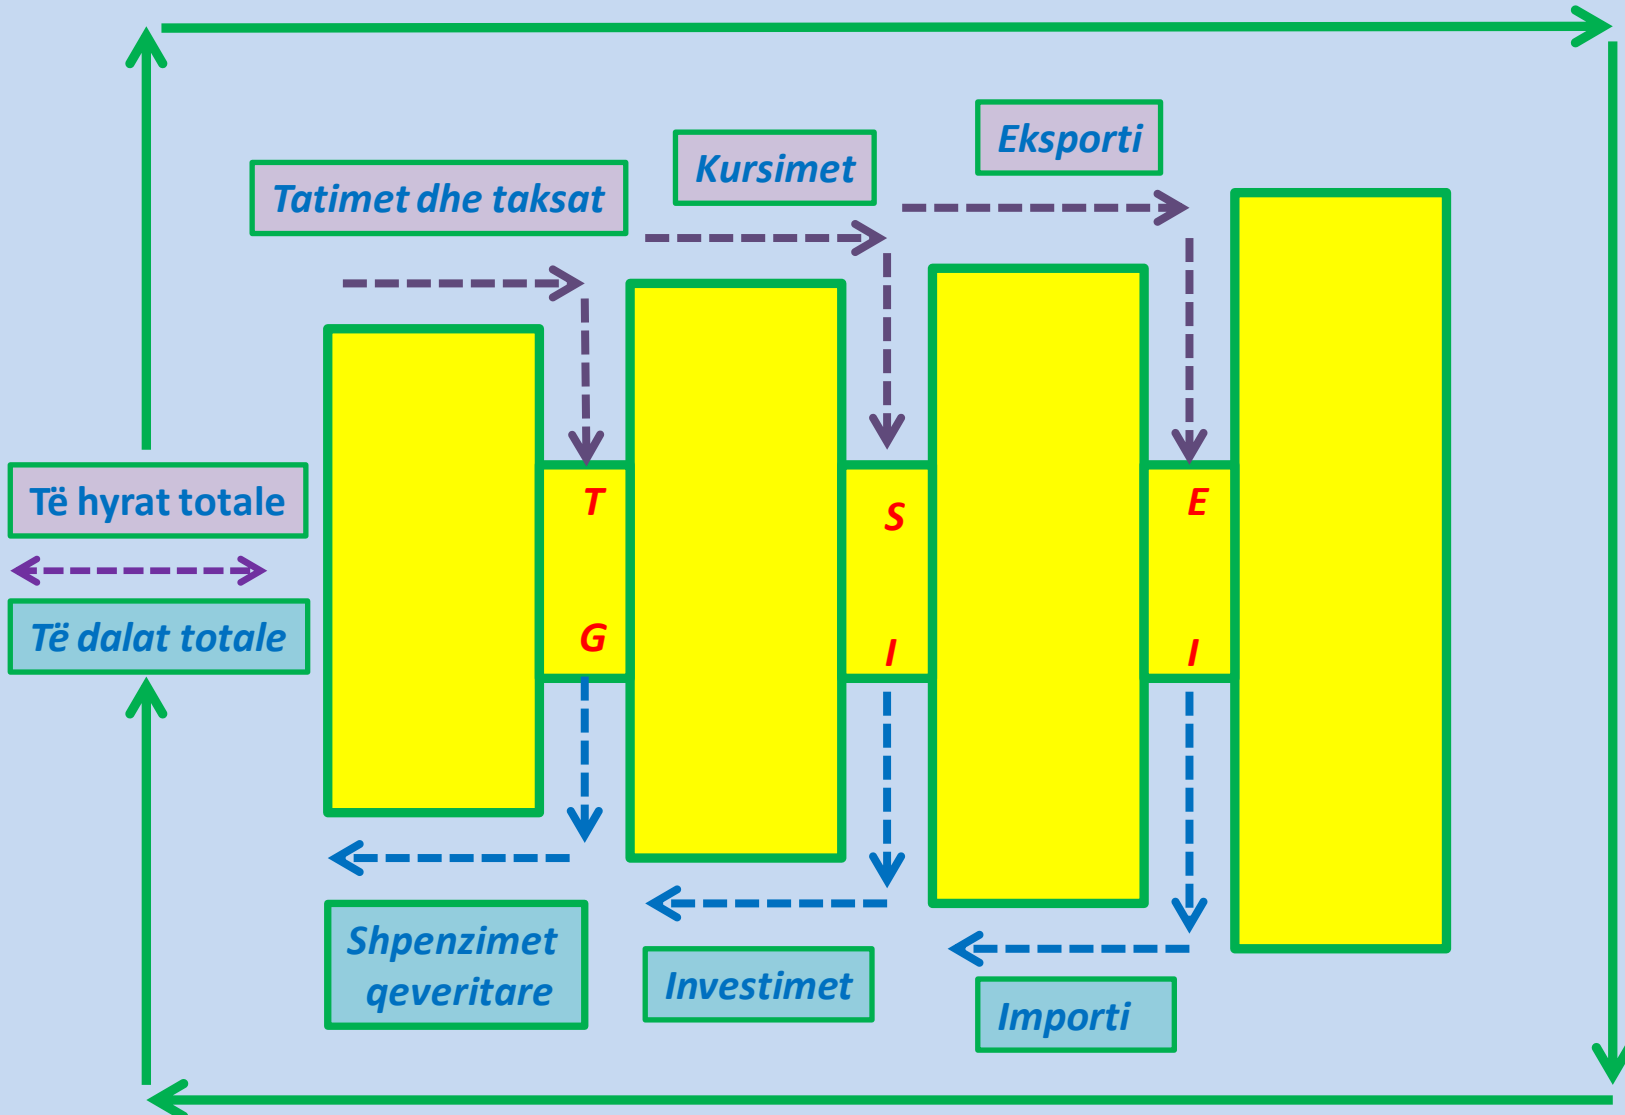 Eksporti
Kursimet
Tatimet dhe taksat
Të hyrat totale
T
S
E
Të dalat totale
G
I
I
Shpenzimet
qeveritare
Investimet
Importi